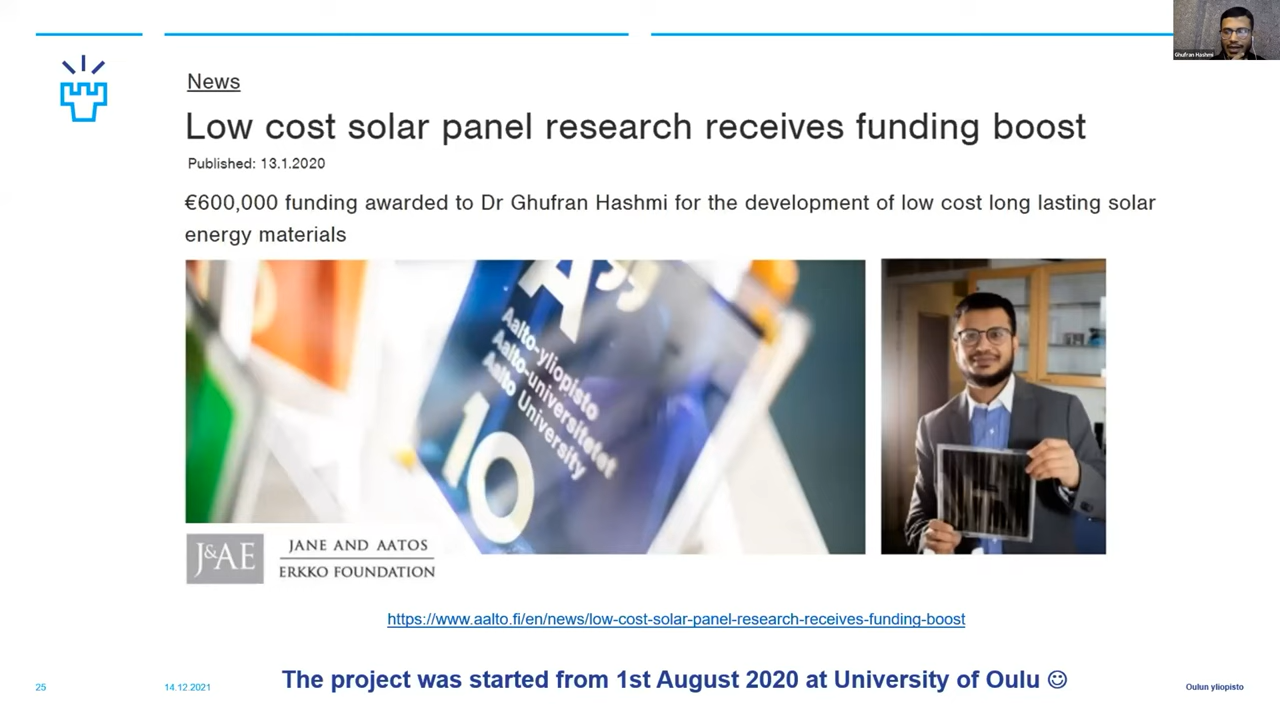 Ghufran Hashmi
News
Low cost solar panel research receives funding boost
Published: 13.1.2020
€600,000 funding awarded to Dr Ghufran Hashmi for the development of low cost long lasting solar
energy materials
A”
Aalto-yliopisto
Aalto-universitetet
Aalto University
10
J&AE
JANE AND AATOS
ERKKO FOUNDATION
https://www.aalto.fi/en/news/low-cost-solar-panel-research-receives-funding-boost
The project was started from 1st August 2020 at University of Oulu ☺
25
14.12.2021
Oulun yliopisto